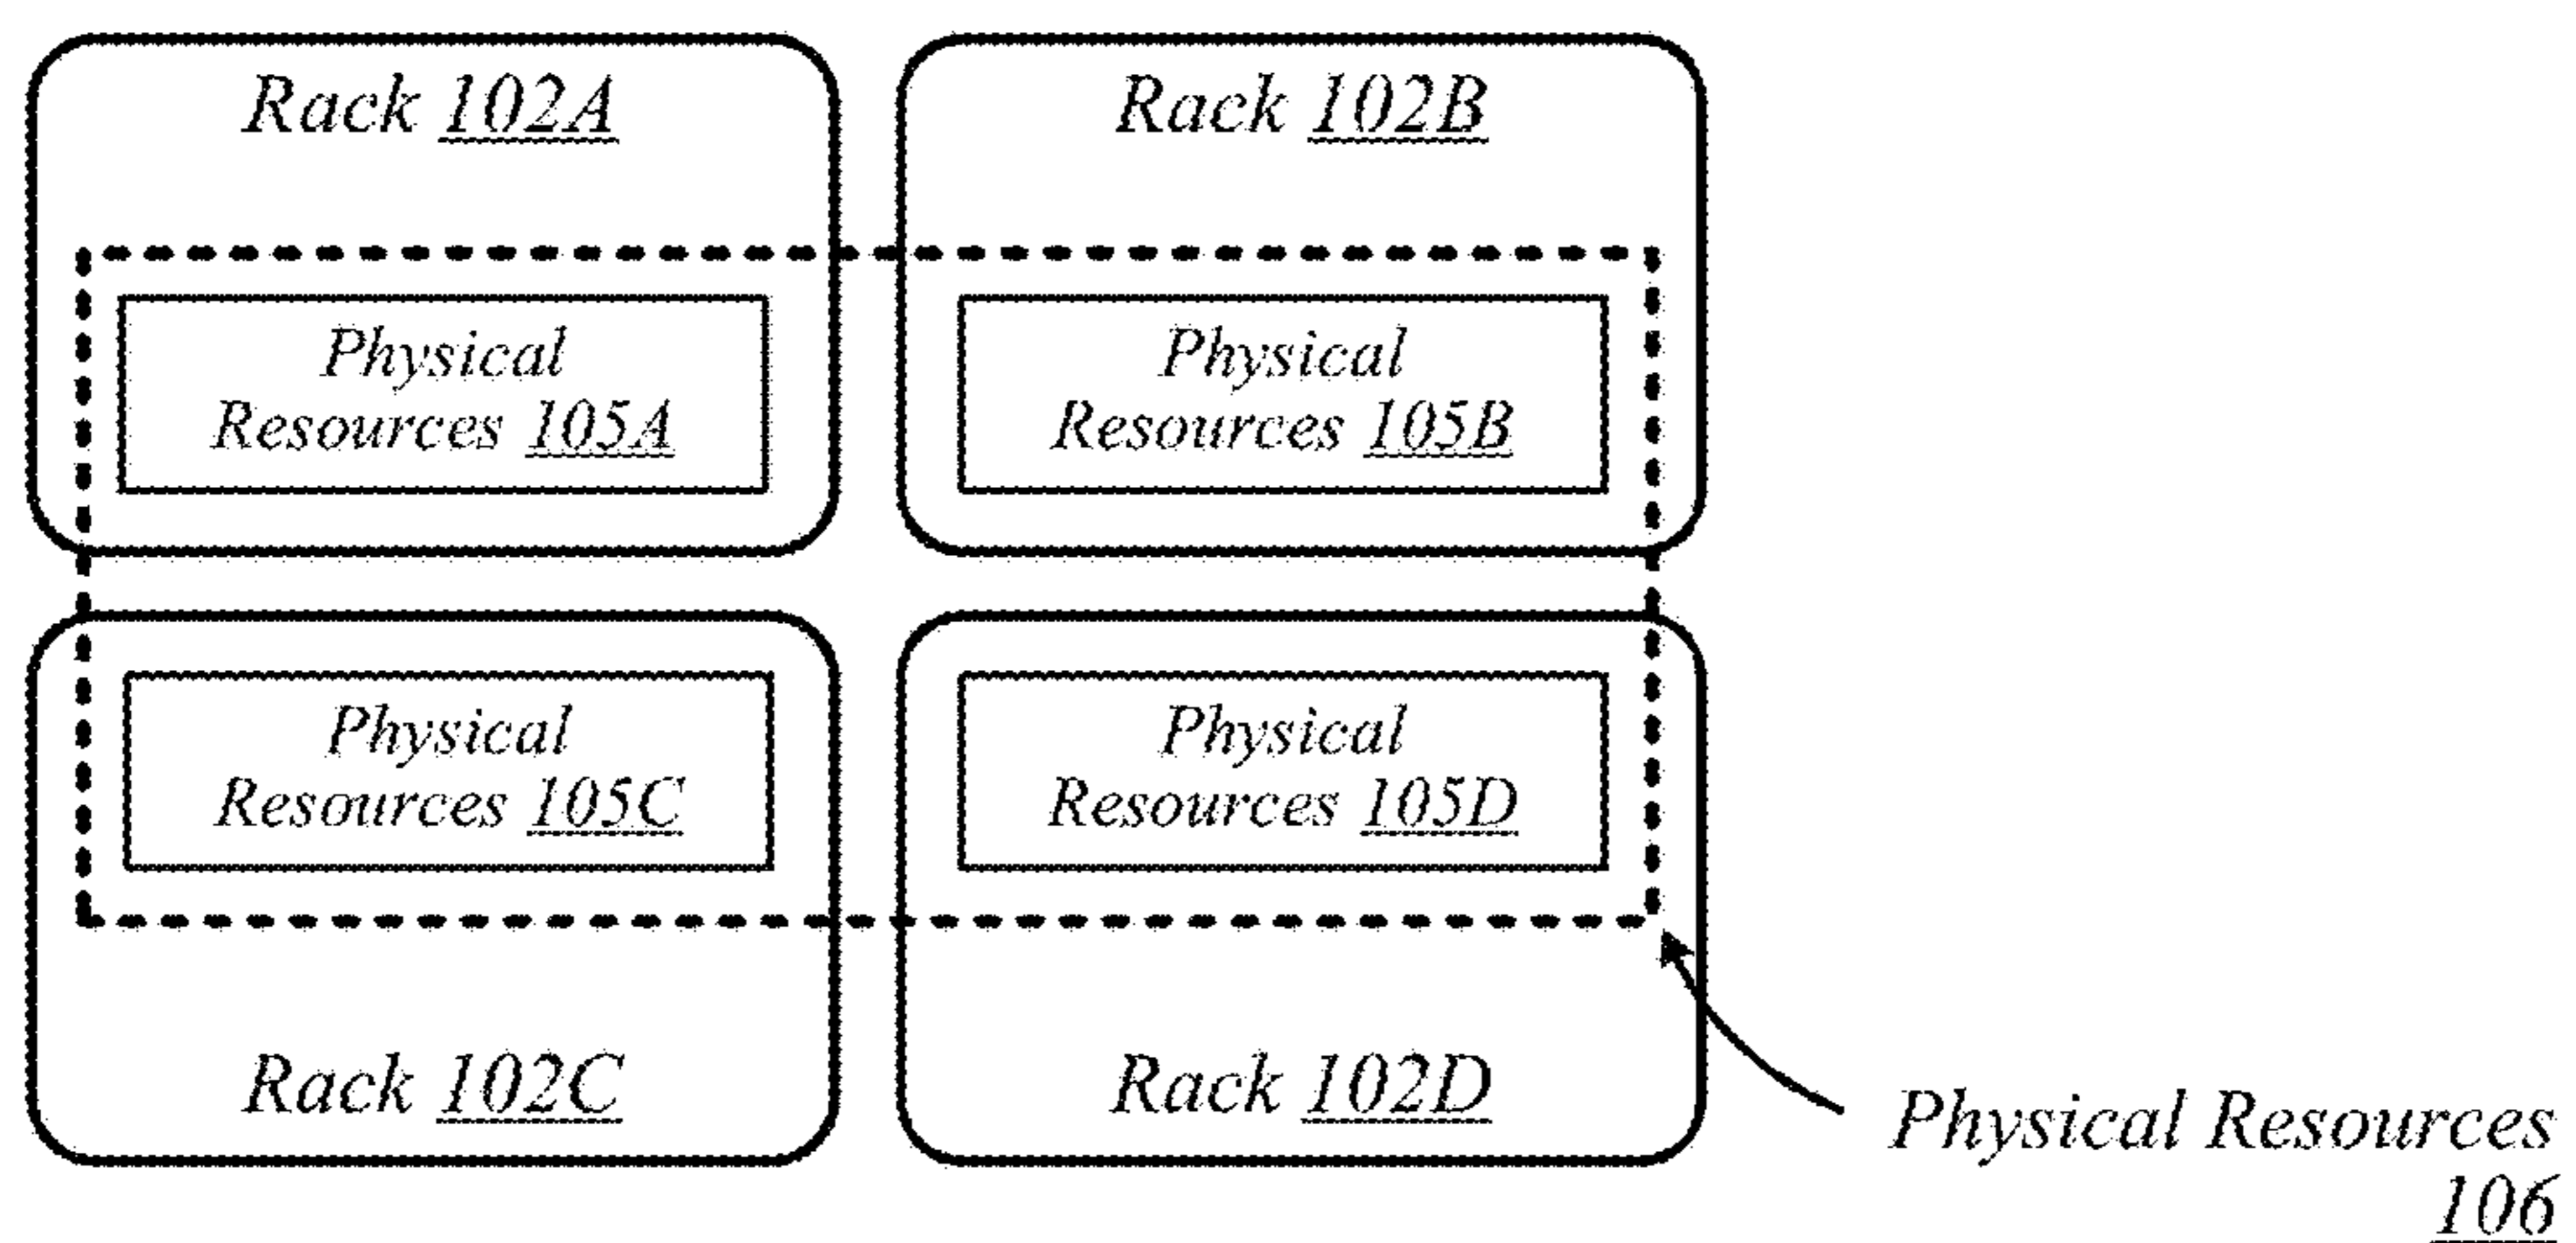 Rack 102A
Rack 102B
Physical
Resources 105A
Physical
Resources 105B
Physical
Resources 105C
Physical
Resources 105D
Rack 102C
Rack 102D
Physical Resources
106